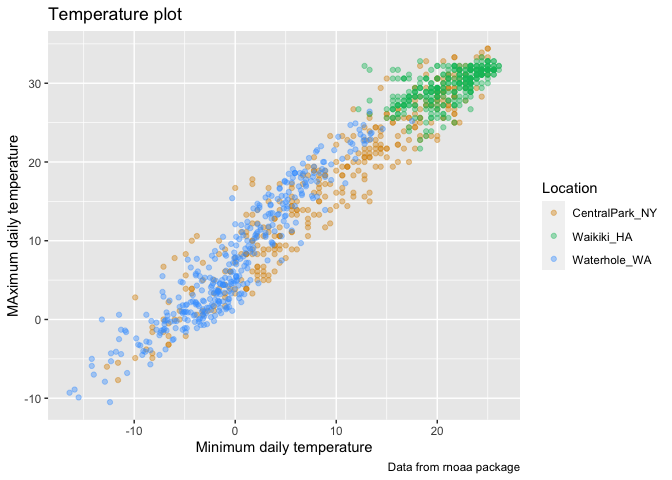 Temperature plot
MAximum daily temperature
30
20
10
0
-10
-10
0
10
20
Minimum daily temperature
Data from rnoaa package
Location
CentralPark_NY
Waikiki_HA
Waterhole_WA